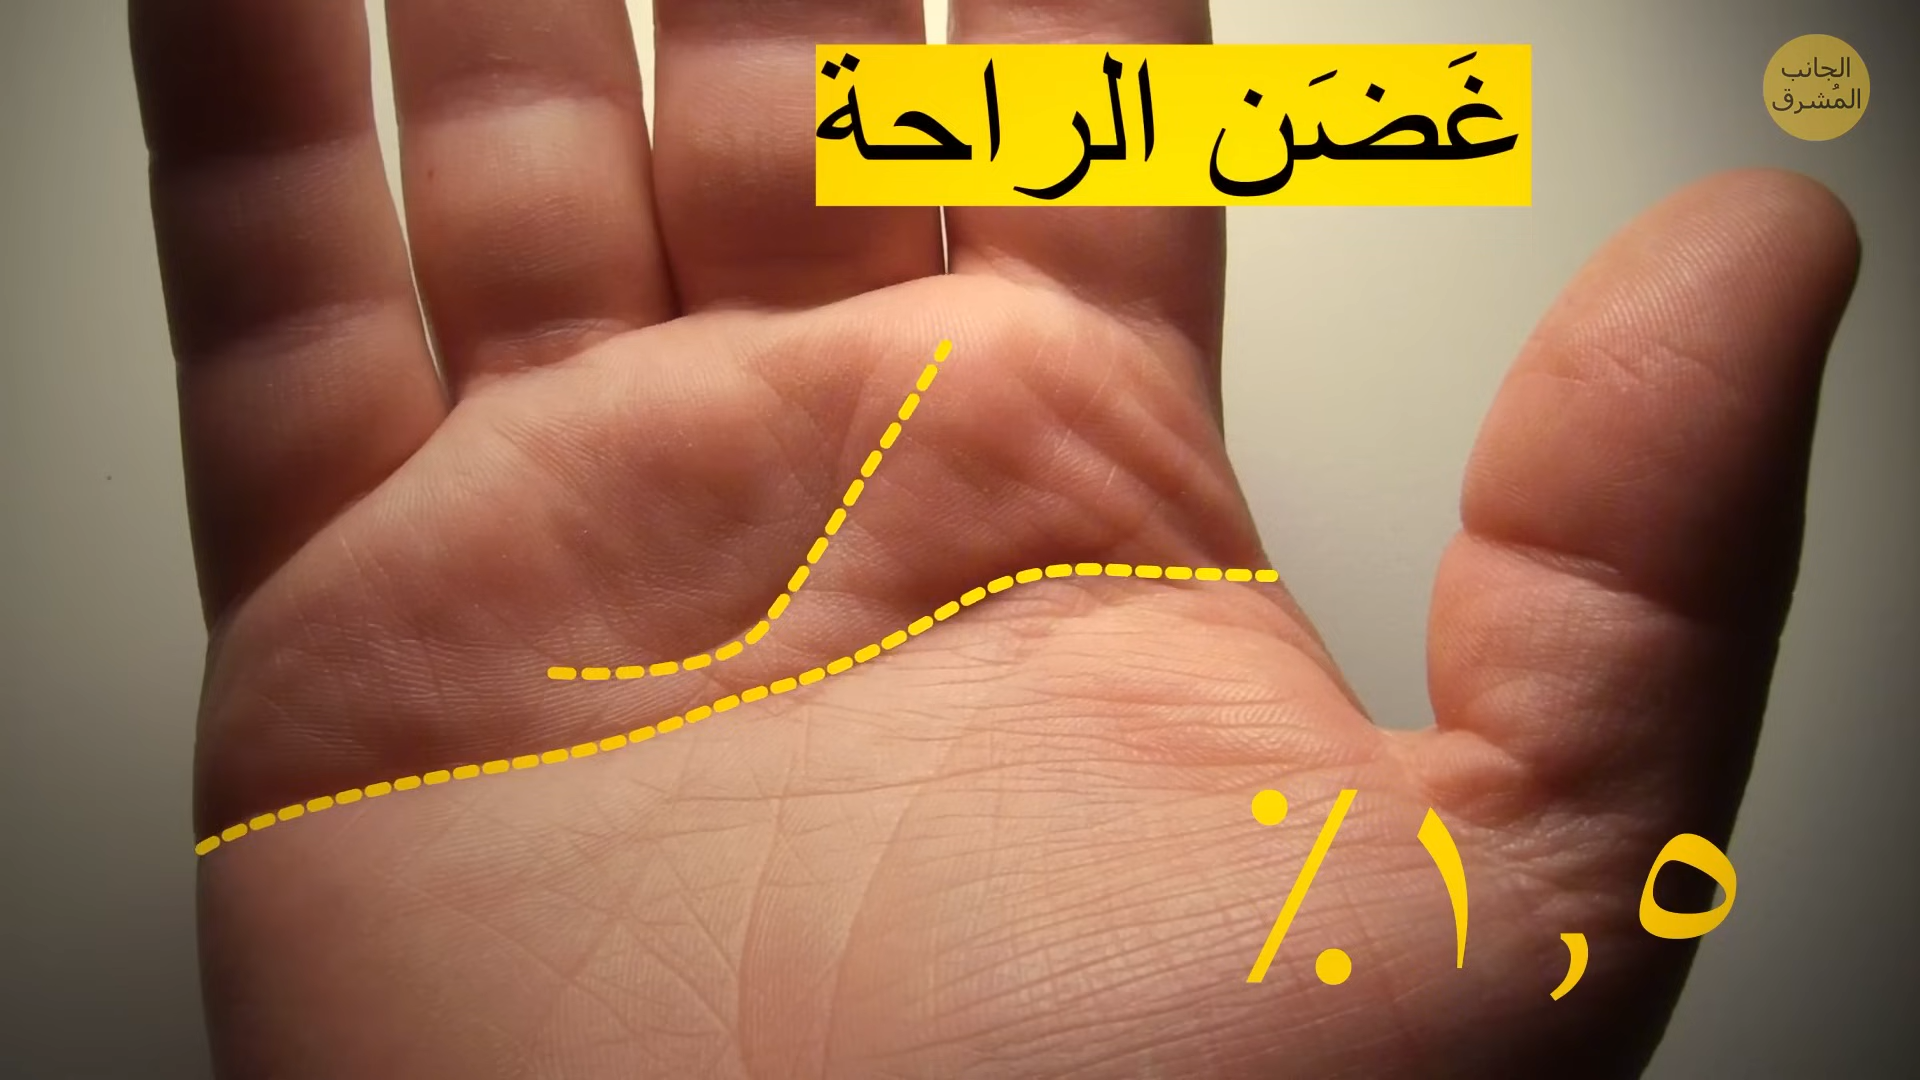 غَضَن الراحة
الجانب
المُشرق
٪١,٥